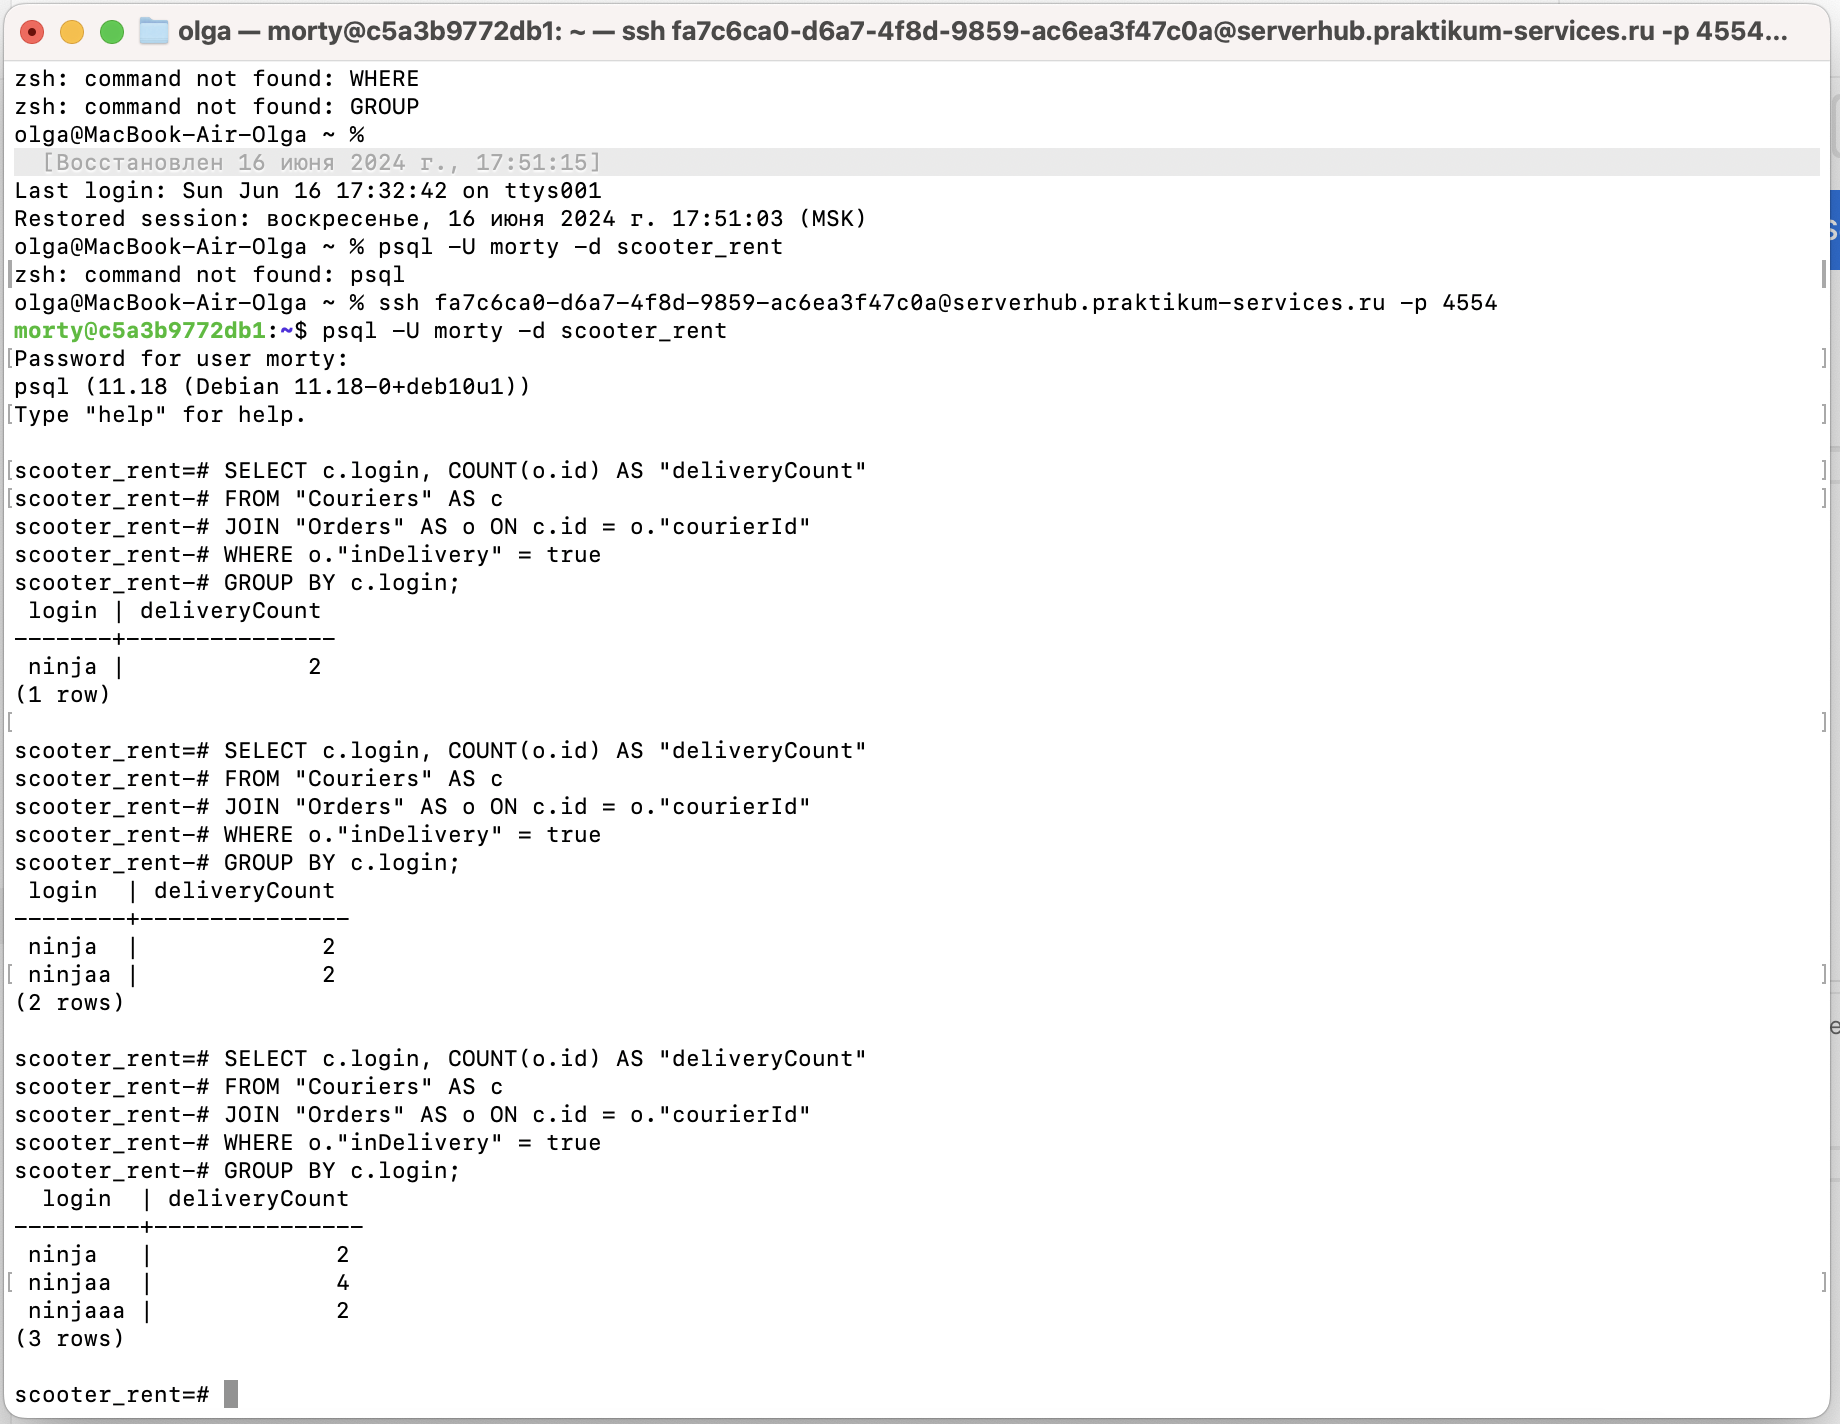 olga — morty@c5a3b9772db1: ~ — ssh fa7c6ca0-d6a7-4f8d-9859-ac6ea3f47c0a@serverhub.praktikum-services.ru -p 4554...
zsh: command not found: WHERE
zsh: command not found: GROUP
olga@MacBook-Air-Olga ~ %
[Восстановлен 16 июня 2024 г., 17:51:15]
Last login: Sun Jun 16 17:32:42 on ttys001
Restored session: воскресенье, 16 июня 2024 г. 17:51:03 (MSK)
olga@MacBook-Air-Olga ~ % psql -U morty -d scooter_rent
zsh: command not found: psql
olga@MacBook-Air-Olga ~ % ssh fa7c6ca0-d6a7-4f8d-9859-ac6ea3f47c0a@serverhub.praktikum-services.ru -p 4554
morty@c5a3b9772db1:~$ psql -U morty -d scooter_rent
[Password for user morty: ]
psql (11.18 (Debian 11.18-0+deb10u1))
[Type "help" for help. ]
[scooter_rent=# SELECT c.login, COUNT(o.id) AS "deliveryCount" ]
[scooter_rent-# FROM "Couriers" AS c ]
scooter_rent-# JOIN "Orders" AS o ON c.id = o."courierId"
scooter_rent-# WHERE o."inDelivery" = true
scooter_rent-# GROUP BY c.login;
login | deliveryCount
-------+---------------
ninja | 2
(1 row)
[ ]
scooter_rent=# SELECT c.login, COUNT(o.id) AS "deliveryCount"
scooter_rent-# FROM "Couriers" AS c
scooter_rent-# JOIN "Orders" AS o ON c.id = o."courierId"
scooter_rent-# WHERE o."inDelivery" = true
scooter_rent-# GROUP BY c.login;
login | deliveryCount
--------+---------------
ninja | 2
[ ninjaa | 2 ]
(2 rows)
scooter_rent=# SELECT c.login, COUNT(o.id) AS "deliveryCount"
scooter_rent-# FROM "Couriers" AS c
scooter_rent-# JOIN "Orders" AS o ON c.id = o."courierId"
scooter_rent-# WHERE o."inDelivery" = true
scooter_rent-# GROUP BY c.login;
login | deliveryCount
---------+---------------
ninja | 2
[ ninjaa | 4 ]
ninjaaa | 2
(3 rows)
scooter_rent=#